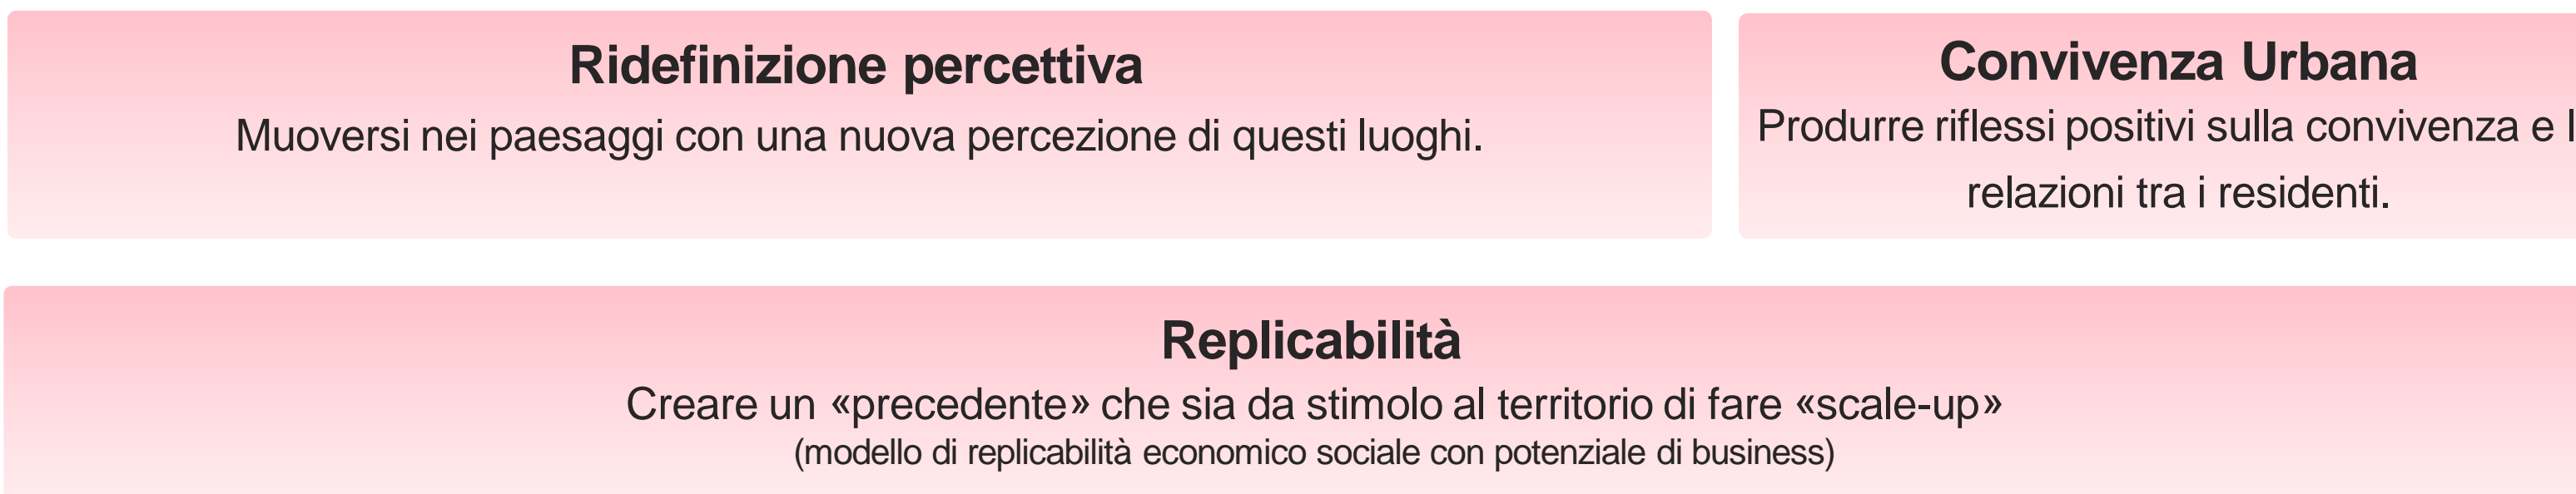 Ridefinizione percettiva
Muoversi nei paesaggi con una nuova percezione di questi luoghi.
Convivenza Urbana
Produrre riflessi positivi sulla convivenza e
relazioni tra i residenti.
Replicabilità
Creare un «precedente» che sia da stimolo al territorio di fare «scale-up»
(modello di replicabilità economico sociale con potenziale di business)